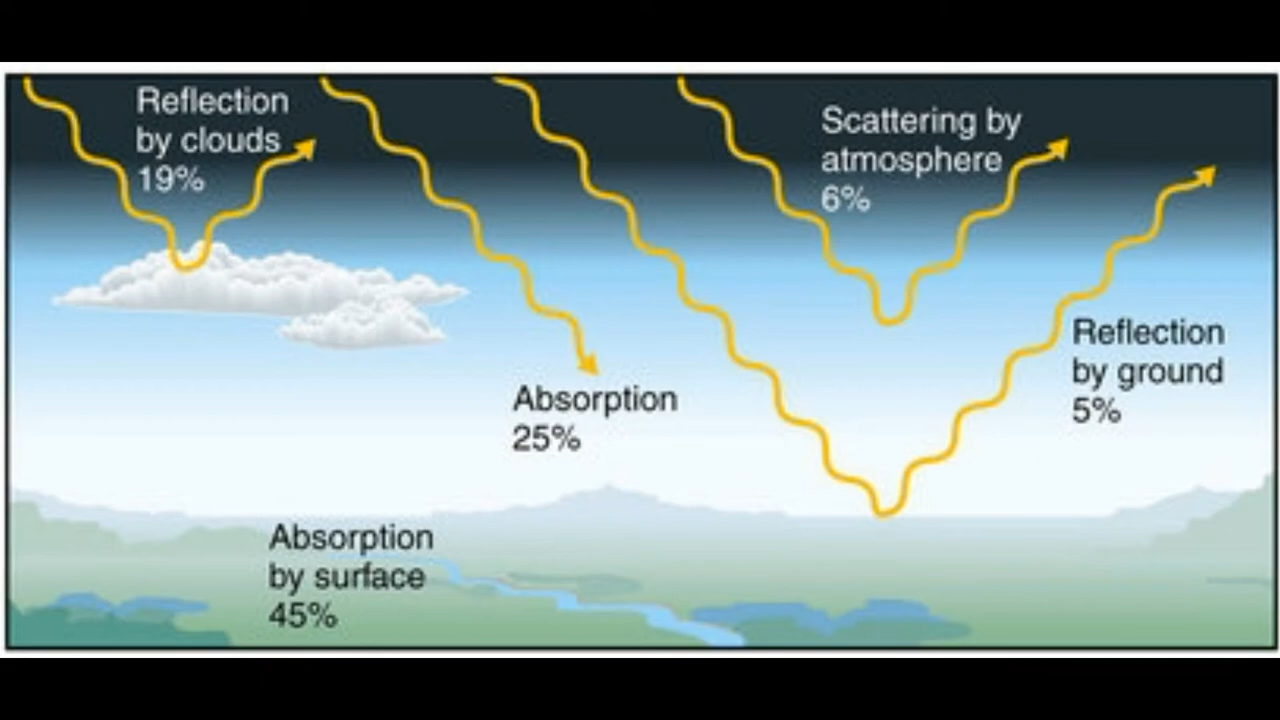 Reflection
by clouds
19%
Scattering by
atmosphere
6%
Reflection
by ground
5%
Absorption
25%
Absorption
by surface
45%